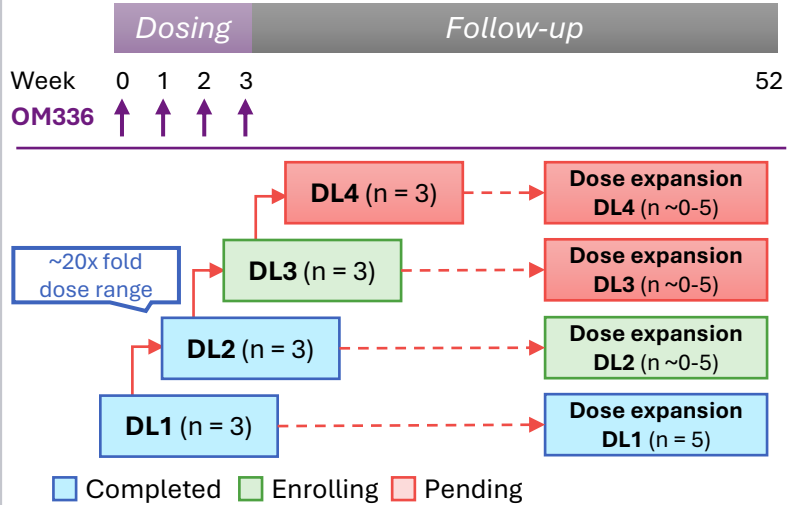 Dosing
Follow-up
Week 0 1 2 3 52
OM336
DL4 (n = 3)
Dose expansion
DL4 (n ~0-5)
~20x fold
dose range
DL3 (n = 3)
Dose expansion
DL3 (n ~0-5)
DL2 (n = 3)
Dose expansion
DL2 (n ~0-5)
DL1 (n = 3)
Dose expansion
DL1 (n = 5)
Completed Enrolling Pending